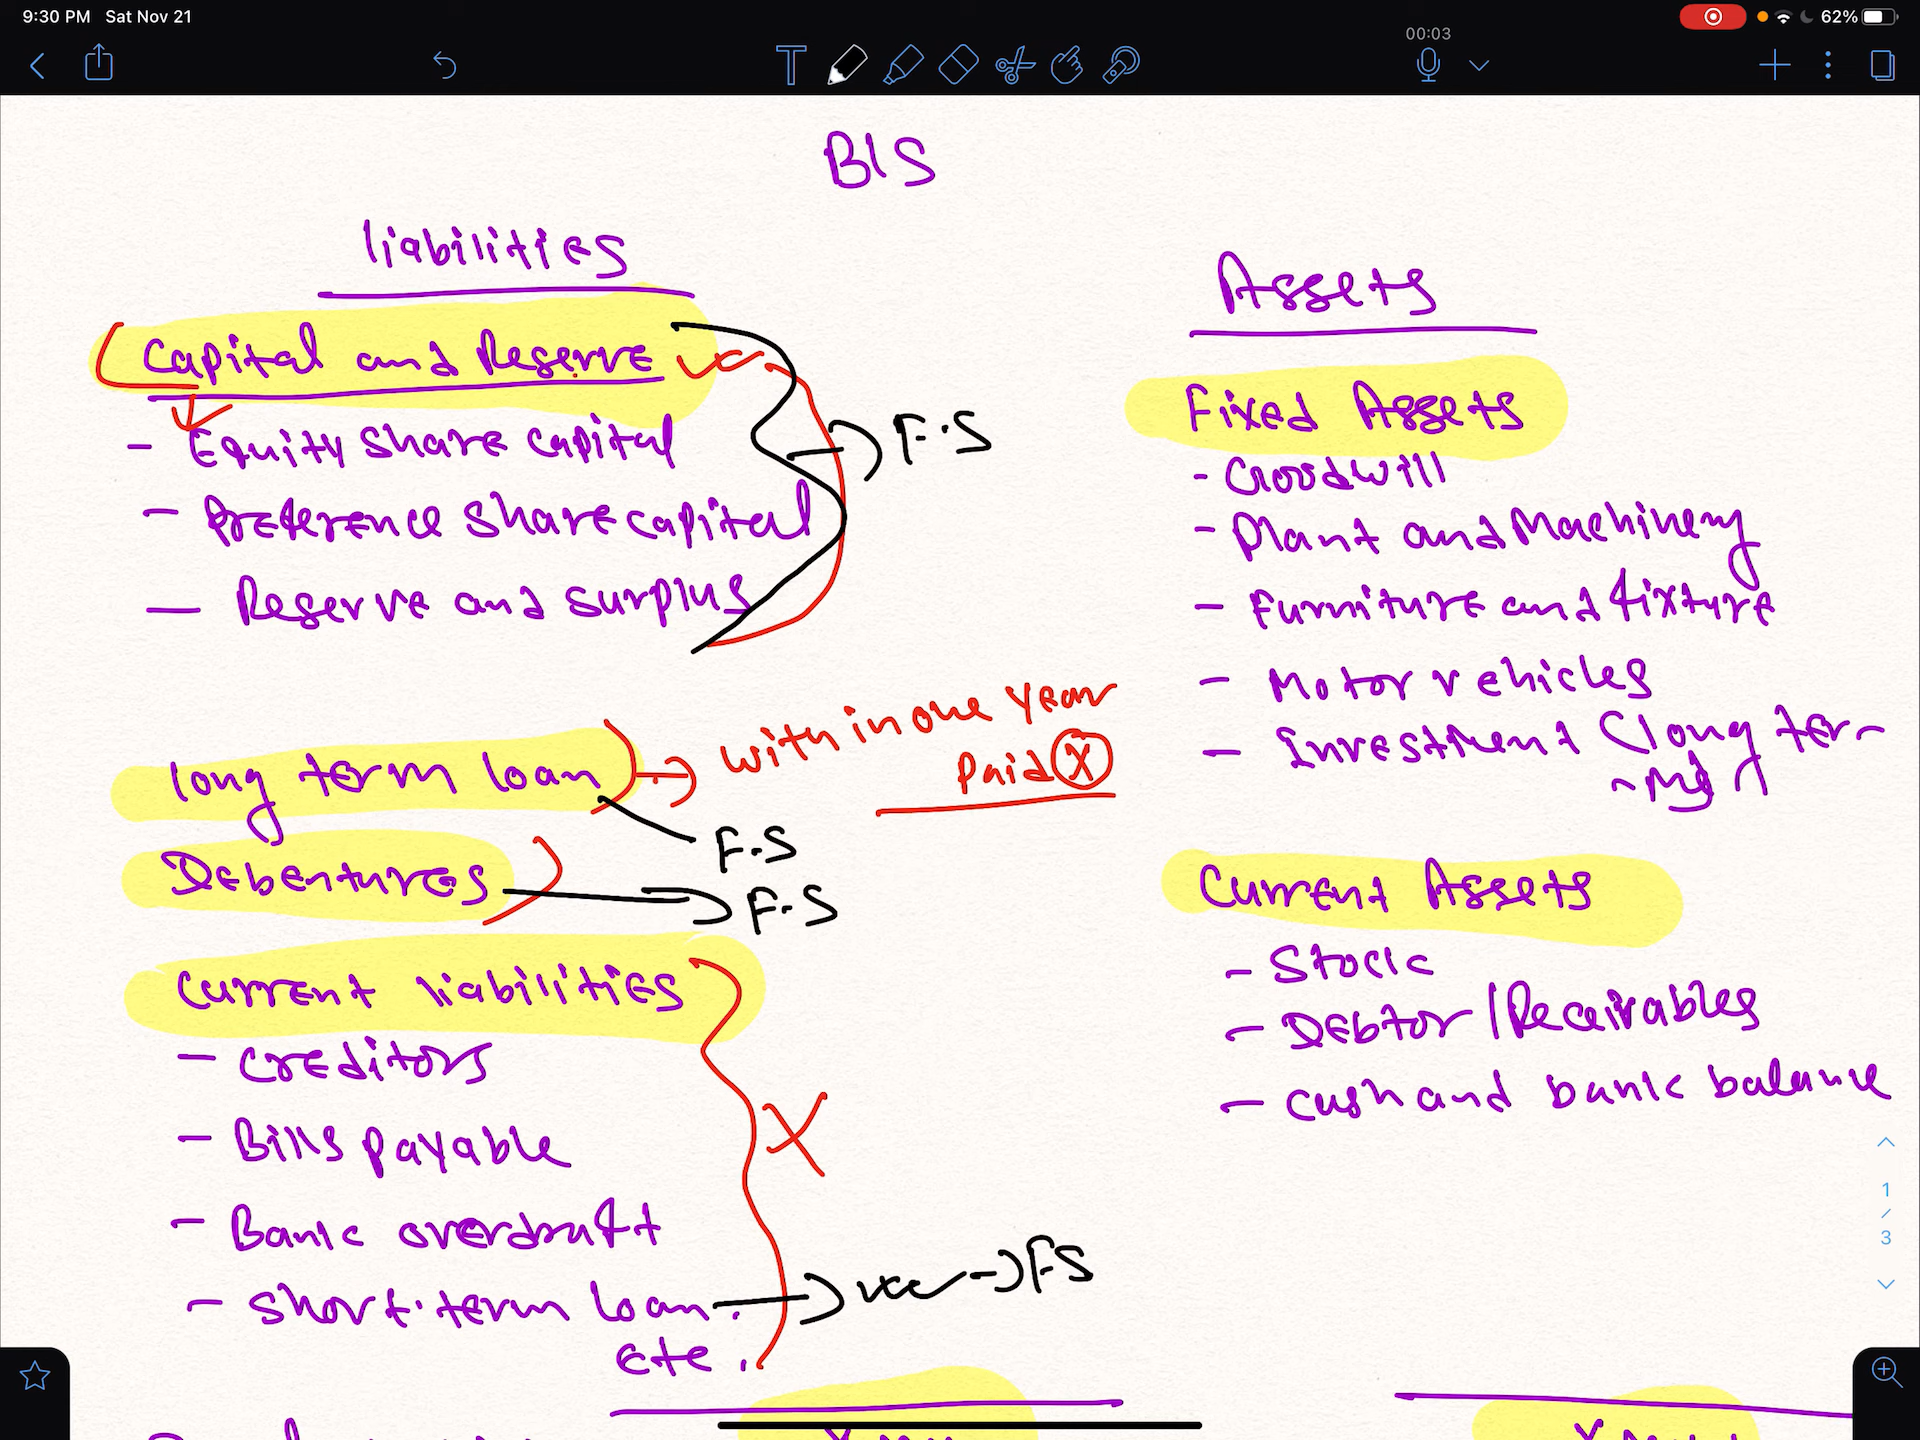 9:30 PM Sat Nov 21
62%
00:03
B/S
liabilities
Capital and Reserve
- Equity share capital
- Preference share capital
- Reserve and surplus
F.S
long term loan
with in one year
paid X
F.S
Debentures
F.S
Current liabilities
- creditors
- Bills payable
- Bank overdraft
- short-term loan
etc.
X
FS
Assets
Fixed Assets
- Goodwill
- Plant and Machinery
- Furniture and fixture
- Motor vehicles
- Investment (long ter
Current Assets
- Stock
- Debtor/Receivables
- cash and bank balance
1
/
3